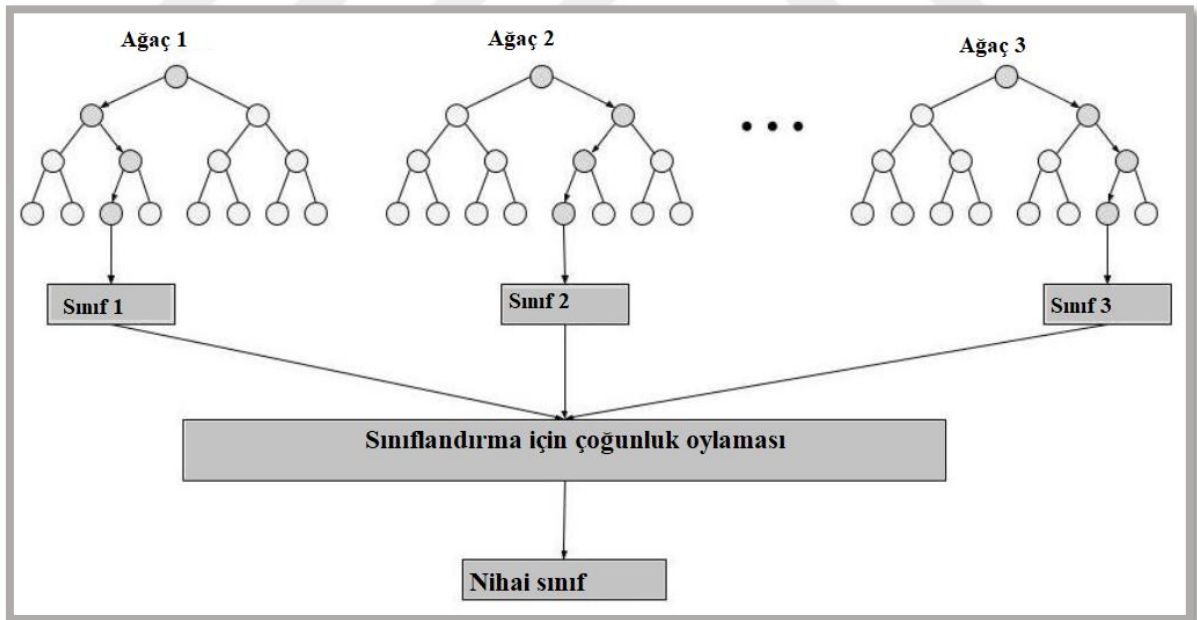 Ağaç 1
Ağaç 2
Ağaç 3
Sınıf 1
Sınıf 2
Sınıf 3
Sınıflandırma için çoğunluk oylaması
Nihai sınıf